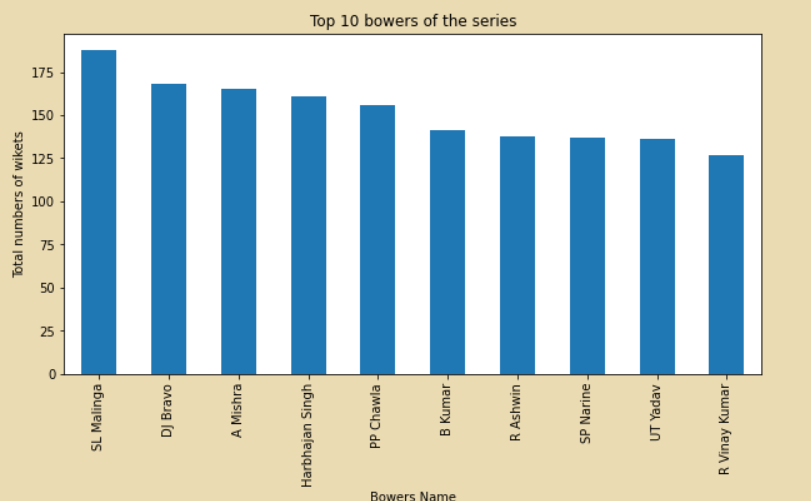 Top 10 bowers of the series
Total numbers of wikets
175
150
125
100
75
50
25
0
SL Malinga
DJ Bravo
A Mishra
Harbhajan Singh
PP Chawla
B Kumar
R Ashwin
SP Narine
UT Yadav
R Vinay Kumar
Bowers Name